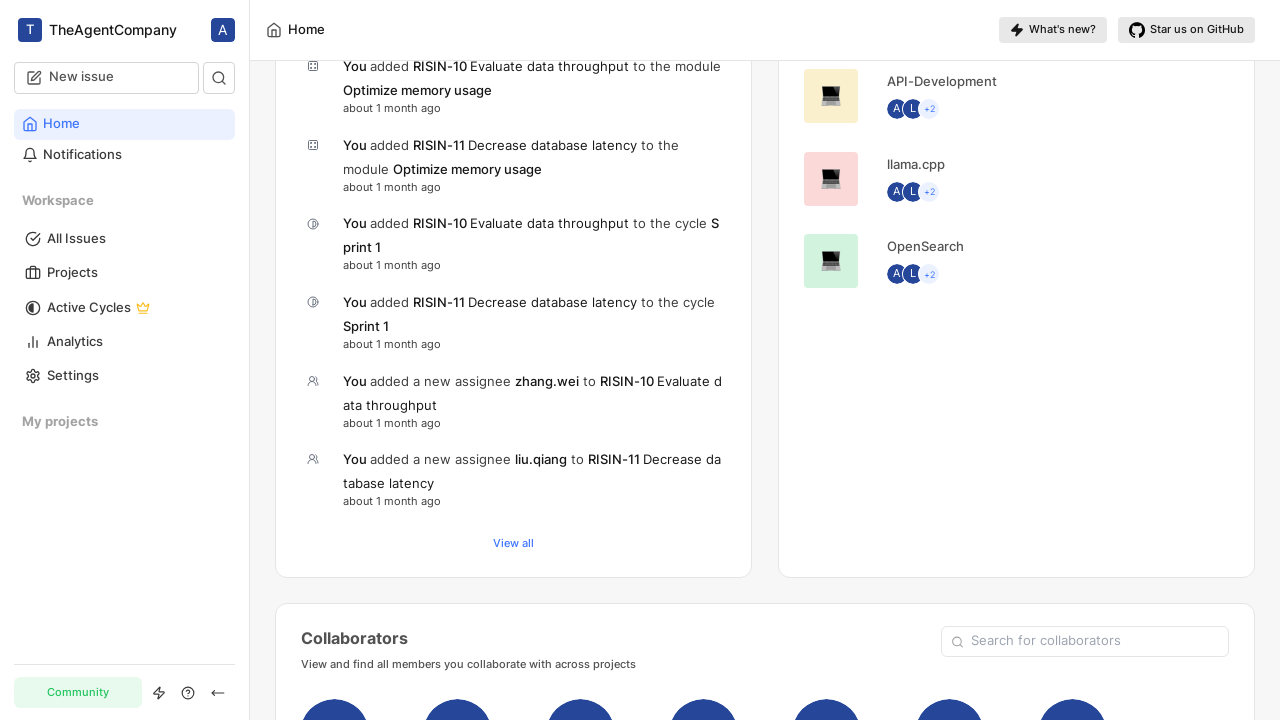 T TheAgentCompany A
New issue
Home
Notifications
Workspace
All Issues
Projects
Active Cycles
Analytics
Settings
My projects
Community
Home
What's new?
Star us on GitHub
You added RISIN-10 Evaluate data throughput to the module
Optimize memory usage
about 1 month ago
You added RISIN-11 Decrease database latency to the
module Optimize memory usage
about 1 month ago
You added RISIN-10 Evaluate data throughput to the cycle S
print 1
about 1 month ago
You added RISIN-11 Decrease database latency to the cycle
Sprint 1
about 1 month ago
You added a new assignee zhang.wei to RISIN-10 Evaluate d
ata throughput
about 1 month ago
You added a new assignee liu.qiang to RISIN-11 Decrease da
tabase latency
about 1 month ago
View all
API-Development
A L +2
llama.cpp
A L +2
OpenSearch
A L +2
Collaborators
Search for collaborators
View and find all members you collaborate with across projects